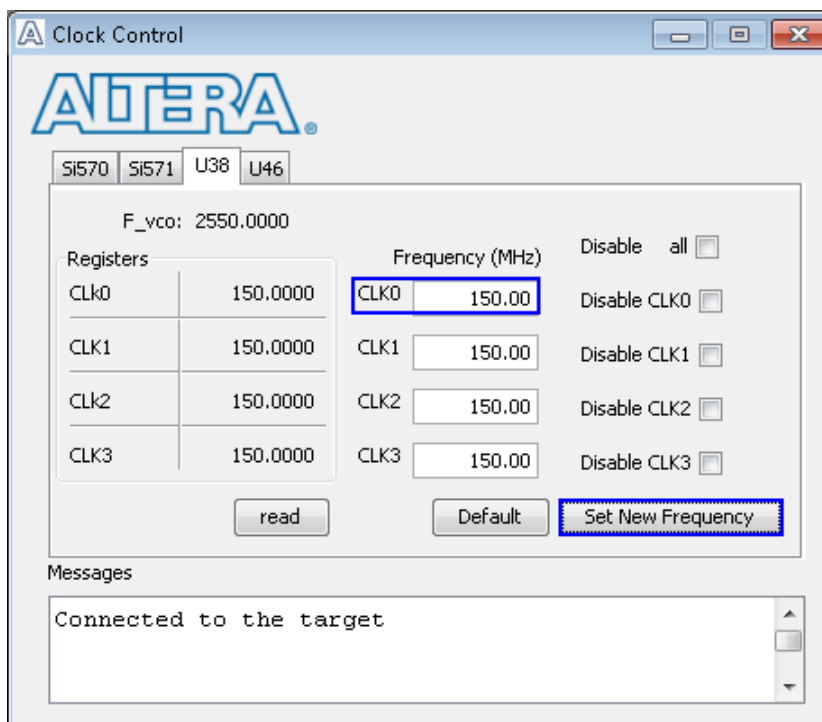 Clock Control
ALTERA®
Si570 Si571 U38 U46
F_vco: 2550.0000
Registers
Frequency (MHz)
Disable all
CLk0 150.0000 CLK0 150.00 Disable CLK0
CLK1 150.0000 CLK1 150.00 Disable CLK1
CLk2 150.0000 CLK2 150.00 Disable CLK2
CLK3 150.0000 CLK3 150.00 Disable CLK3
read Default Set New Frequency
Messages
Connected to the target